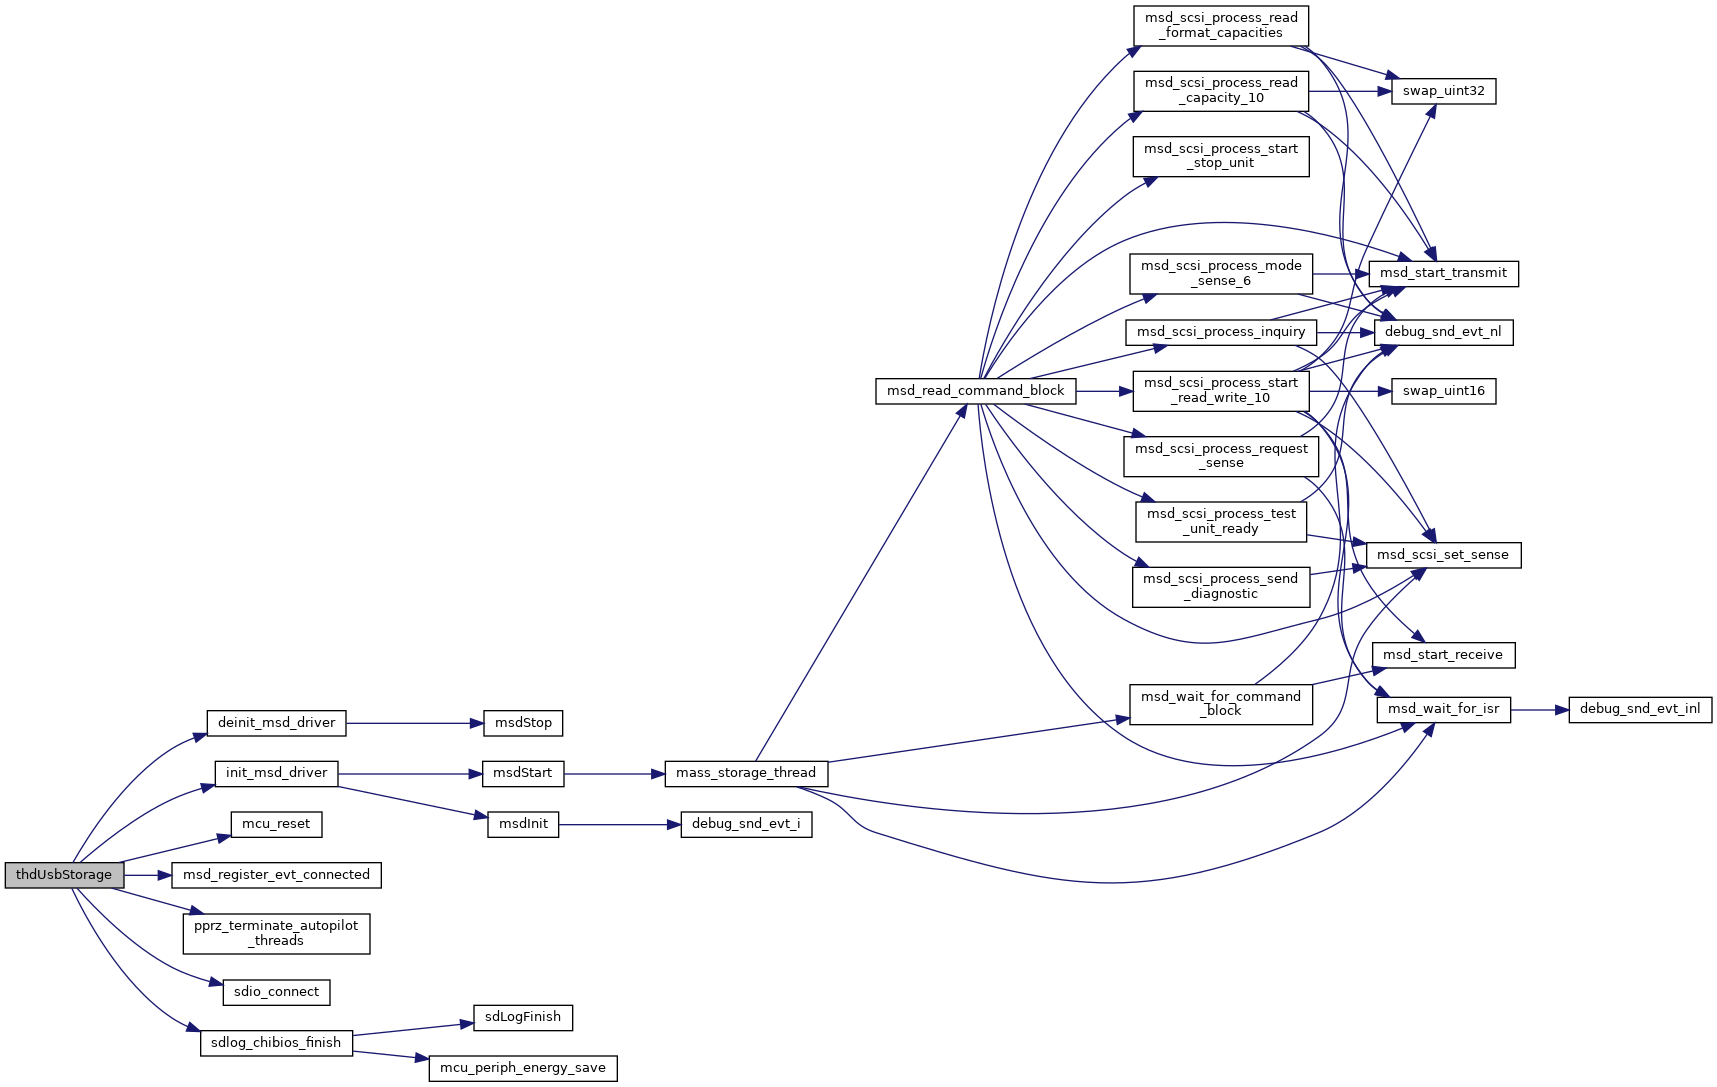 msd_scsi_process_read
_format_capacities
msd_scsi_process_read
_capacity_10
swap_uint32
msd_scsi_process_start
_stop_unit
msd_scsi_process_mode
_sense_6
msd_start_transmit
msd_scsi_process_inquiry
debug_snd_evt_nl
msd_read_command_block
msd_scsi_process_start
_read_write_10
swap_uint16
msd_scsi_process_request
_sense
msd_scsi_process_test
_unit_ready
msd_scsi_set_sense
msd_scsi_process_send
_diagnostic
msd_start_receive
msd_wait_for_command
_block
msd_wait_for_isr
debug_snd_evt_inl
deinit_msd_driver
msdStop
init_msd_driver
msdStart
mass_storage_thread
mcu_reset
msdInit
debug_snd_evt_i
thdUsbStorage
msd_register_evt_connected
pprz_terminate_autopilot
_threads
sdio_connect
sdLogFinish
sdlog_chibios_finish
mcu_periph_energy_save